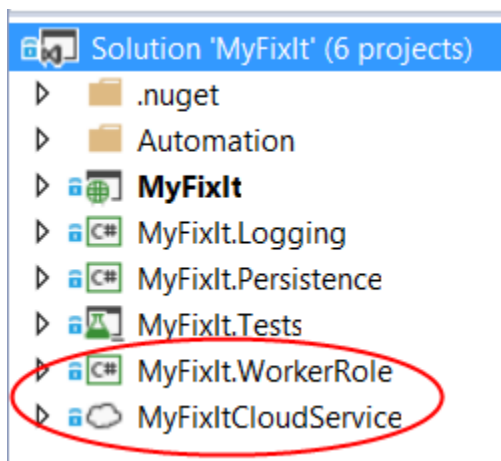 Solution 'MyFixIt' (6 projects)
.nuget
Automation
MyFixIt
C# MyFixIt.Logging
C# MyFixIt.Persistence
MyFixIt.Tests
C# MyFixIt.WorkerRole
MyFixItCloudService